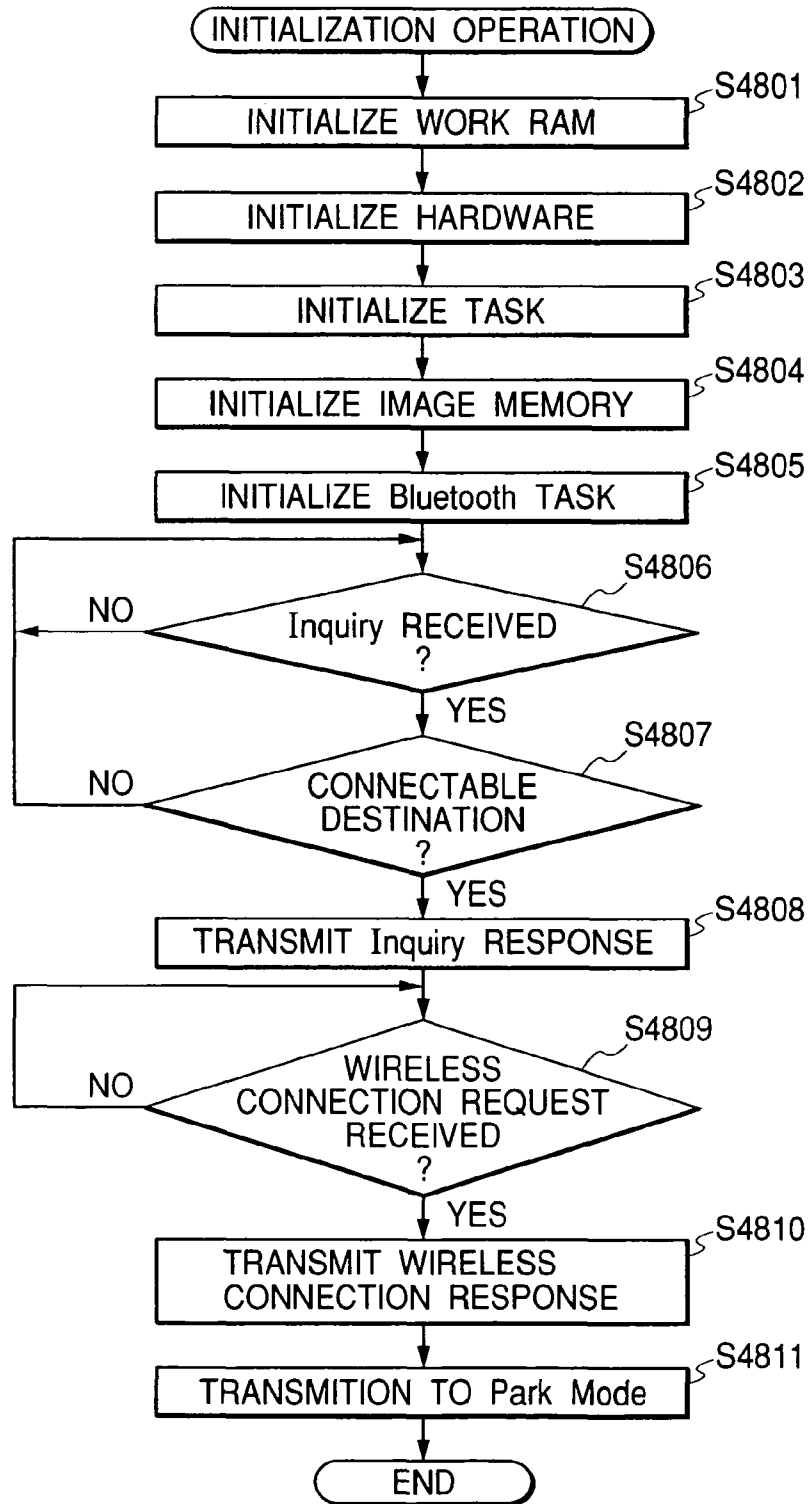 INITIALIZATION OPERATION
S4801
INITIALIZE WORK RAM
S4802
INITIALIZE HARDWARE
S4803
INITIALIZE TASK
S4804
INITIALIZE IMAGE MEMORY
S4805
INITIALIZE Bluetooth TASK
S4806
NO
Inquiry RECEIVED
?
YES
S4807
NO
CONNECTABLE
DESTINATION
?
YES
S4808
TRANSMIT Inquiry RESPONSE
S4809
NO
WIRELESS
CONNECTION REQUEST
RECEIVED
?
YES
S4810
TRANSMIT WIRELESS
CONNECTION RESPONSE
S4811
TRANSMITION TO Park Mode
END